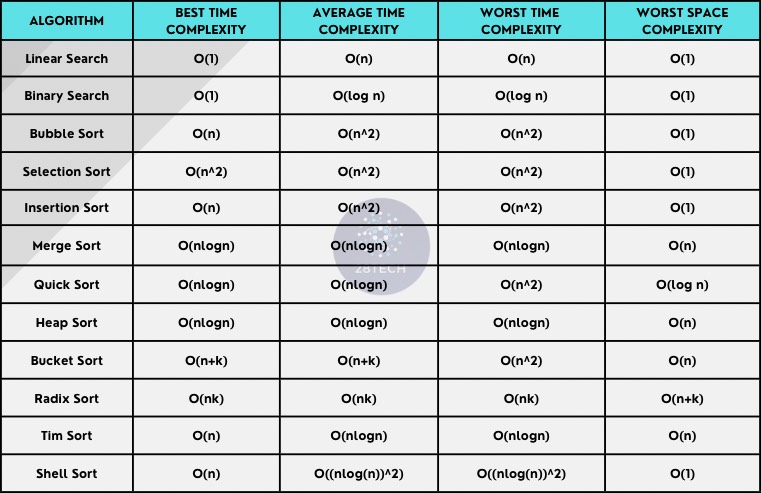 ALGORITHM BEST TIME COMPLEXITY AVERAGE TIME COMPLEXITY WORST TIME COMPLEXITY WORST SPACE COMPLEXITY
Linear Search O(1) O(n) O(n) O(1)
Binary Search O(1) O(log n) O(log n) O(1)
Bubble Sort O(n) O(n^2) O(n^2) O(1)
Selection Sort O(n^2) O(n^2) O(n^2) O(1)
Insertion Sort O(n) O(n^2) O(n^2) O(1)
Merge Sort O(nlogn) O(nlogn) O(nlogn) O(n)
28TECH
Quick Sort O(nlogn) O(nlogn) O(n^2) O(log n)
Heap Sort O(nlogn) O(nlogn) O(nlogn) O(n)
Bucket Sort O(n+k) O(n+k) O(n^2) O(n)
Radix Sort O(nk) O(nk) O(nk) O(n+k)
Tim Sort O(n) O(nlogn) O(nlogn) O(n)
Shell Sort O(n) O((nlog(n))^2) O((nlog(n))^2) O(1)